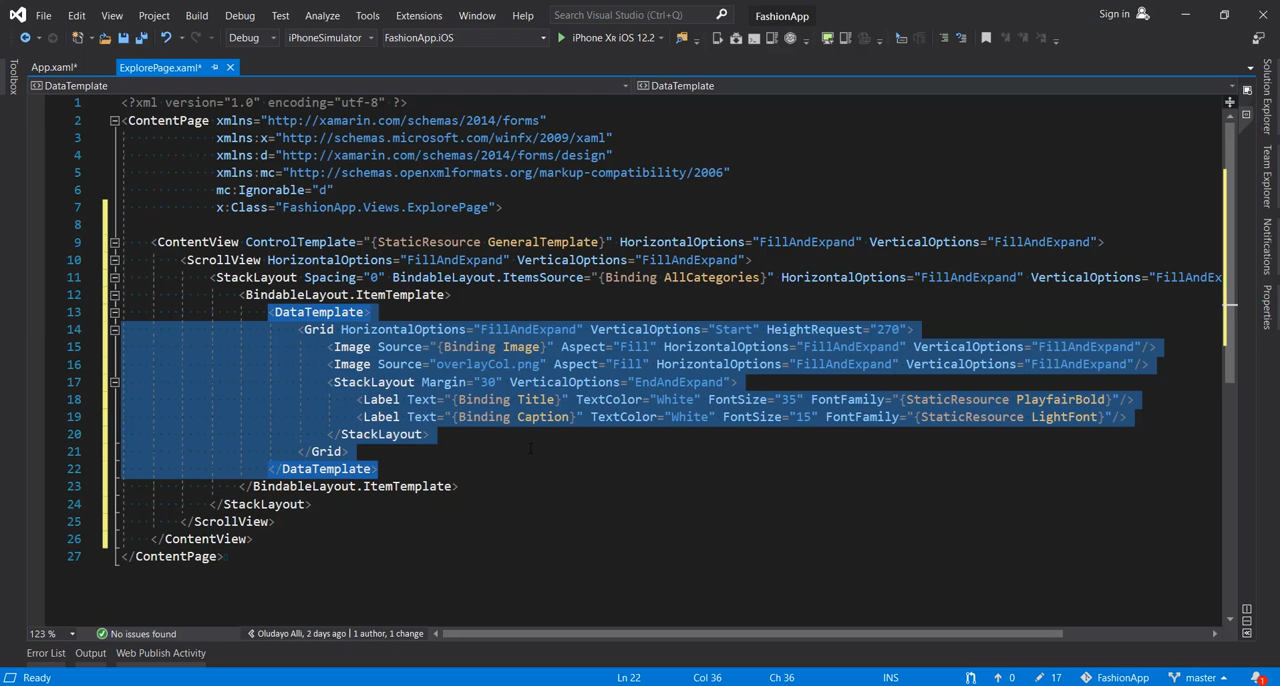 File Edit View Project Build Debug Test Analyze Tools Extensions Window Help Search Visual Studio (Ctrl+Q) FashionApp Sign in
Debug iPhoneSimulator FashionApp.iOS iPhone XR iOS 12.2
App.xaml* ExplorePage.xaml*
DataTemplate DataTemplate
Toolbox
Solution Explorer
Team Explorer
Notifications
Properties
1 <?xml version="1.0" encoding="utf-8" ?>
2 <ContentPage xmlns="http://xamarin.com/schemas/2014/forms"
3 xmlns:x="http://schemas.microsoft.com/winfx/2009/xaml"
4 xmlns:d="http://xamarin.com/schemas/2014/forms/design"
5 xmlns:mc="http://schemas.openxmlformats.org/markup-compatibility/2006"
6 mc:Ignorable="d"
7 x:Class="FashionApp.Views.ExplorePage">
8
9 <ContentView ControlTemplate="{StaticResource GeneralTemplate}" HorizontalOptions="FillAndExpand" VerticalOptions="FillAndExpand">
10 <ScrollView HorizontalOptions="FillAndExpand" VerticalOptions="FillAndExpand">
11 <StackLayout Spacing="0" BindableLayout.ItemsSource="{Binding AllCategories}" HorizontalOptions="FillAndExpand" VerticalOptions="FillAndEx
12 <BindableLayout.ItemTemplate>
13 <DataTemplate>
14 <Grid HorizontalOptions="FillAndExpand" VerticalOptions="Start" HeightRequest="270">
15 <Image Source="{Binding Image}" Aspect="Fill" HorizontalOptions="FillAndExpand" VerticalOptions="FillAndExpand"/>
16 <Image Source="overlayCol.png" Aspect="Fill" HorizontalOptions="FillAndExpand" VerticalOptions="FillAndExpand"/>
17 <StackLayout Margin="30" VerticalOptions="EndAndExpand">
18 <Label Text="{Binding Title}" TextColor="White" FontSize="35" FontFamily="{StaticResource PlayfairBold}"/>
19 <Label Text="{Binding Caption}" TextColor="White" FontSize="15" FontFamily="{StaticResource LightFont}"/>
20 </StackLayout>
21 </Grid>
22 </DataTemplate>
23 </BindableLayout.ItemTemplate>
24 </StackLayout>
25 </ScrollView>
26 </ContentView>
27 </ContentPage>
123 % No issues found Oludayo Alli, 2 days ago | 1 author, 1 change
Error List Output Web Publish Activity
Ready Ln 22 Col 36 Ch 36 INS 0 17 FashionApp master 1